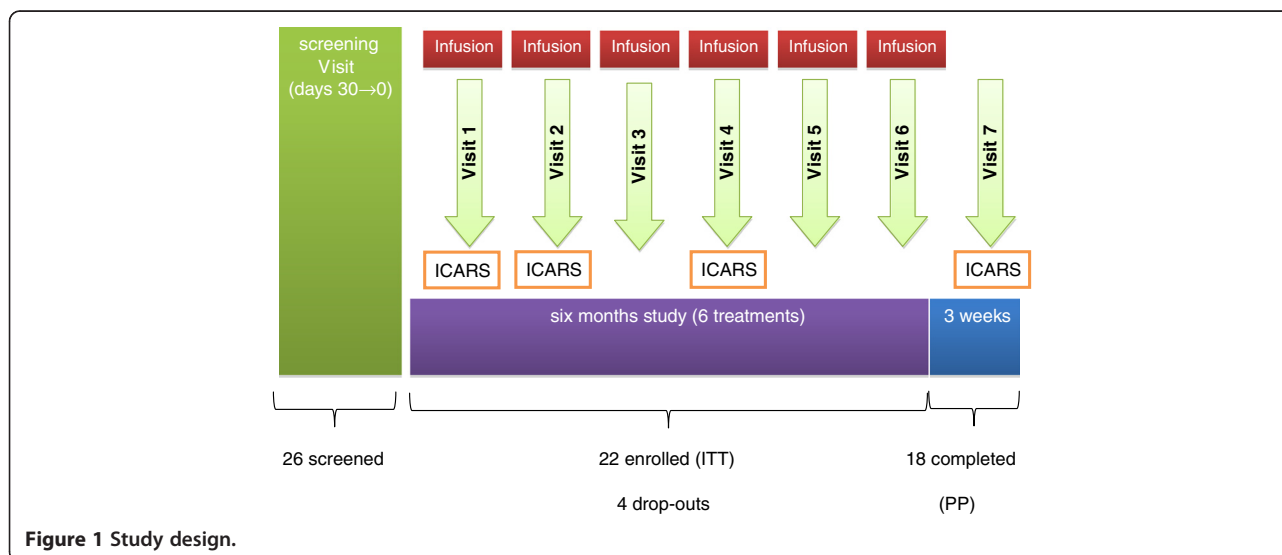 screening
Visit
(days 30→0)
Infusion Infusion Infusion Infusion Infusion Infusion
Visit 1 Visit 2 Visit 3 Visit 4 Visit 5 Visit 6 Visit 7
ICARS ICARS ICARS ICARS
six months study (6 treatments) 3 weeks
26 screened 22 enrolled (ITT) 18 completed
4 drop-outs (PP)
Figure 1 Study design.